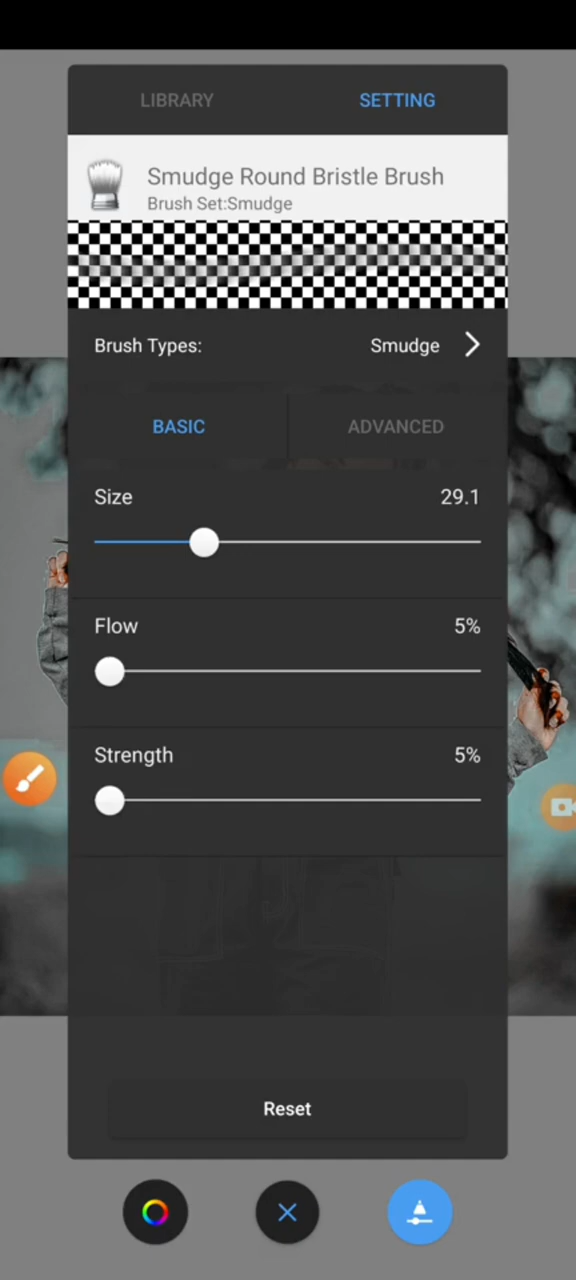 LIBRARY SETTING
Smudge Round Bristle Brush
Brush Set:Smudge
Brush Types: Smudge
BASIC ADVANCED
Size 29.1
Flow 5%
Strength 5%
Reset